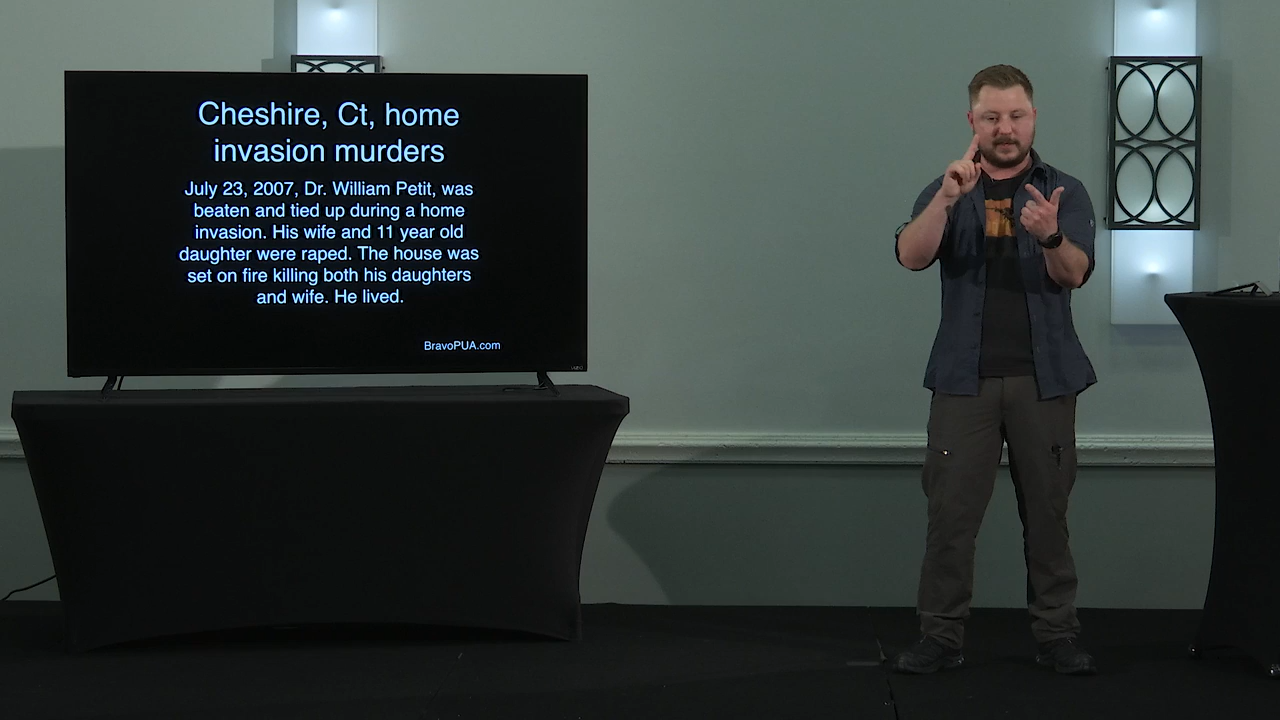 Cheshire, Ct, home
invasion murders
July 23, 2007, Dr. William Petit, was
beaten and tied up during a home
invasion. His wife and 11 year old
daughter were raped. The house was
set on fire killing both his daughters
and wife. He lived.
BravoPUA.com
VIZIO